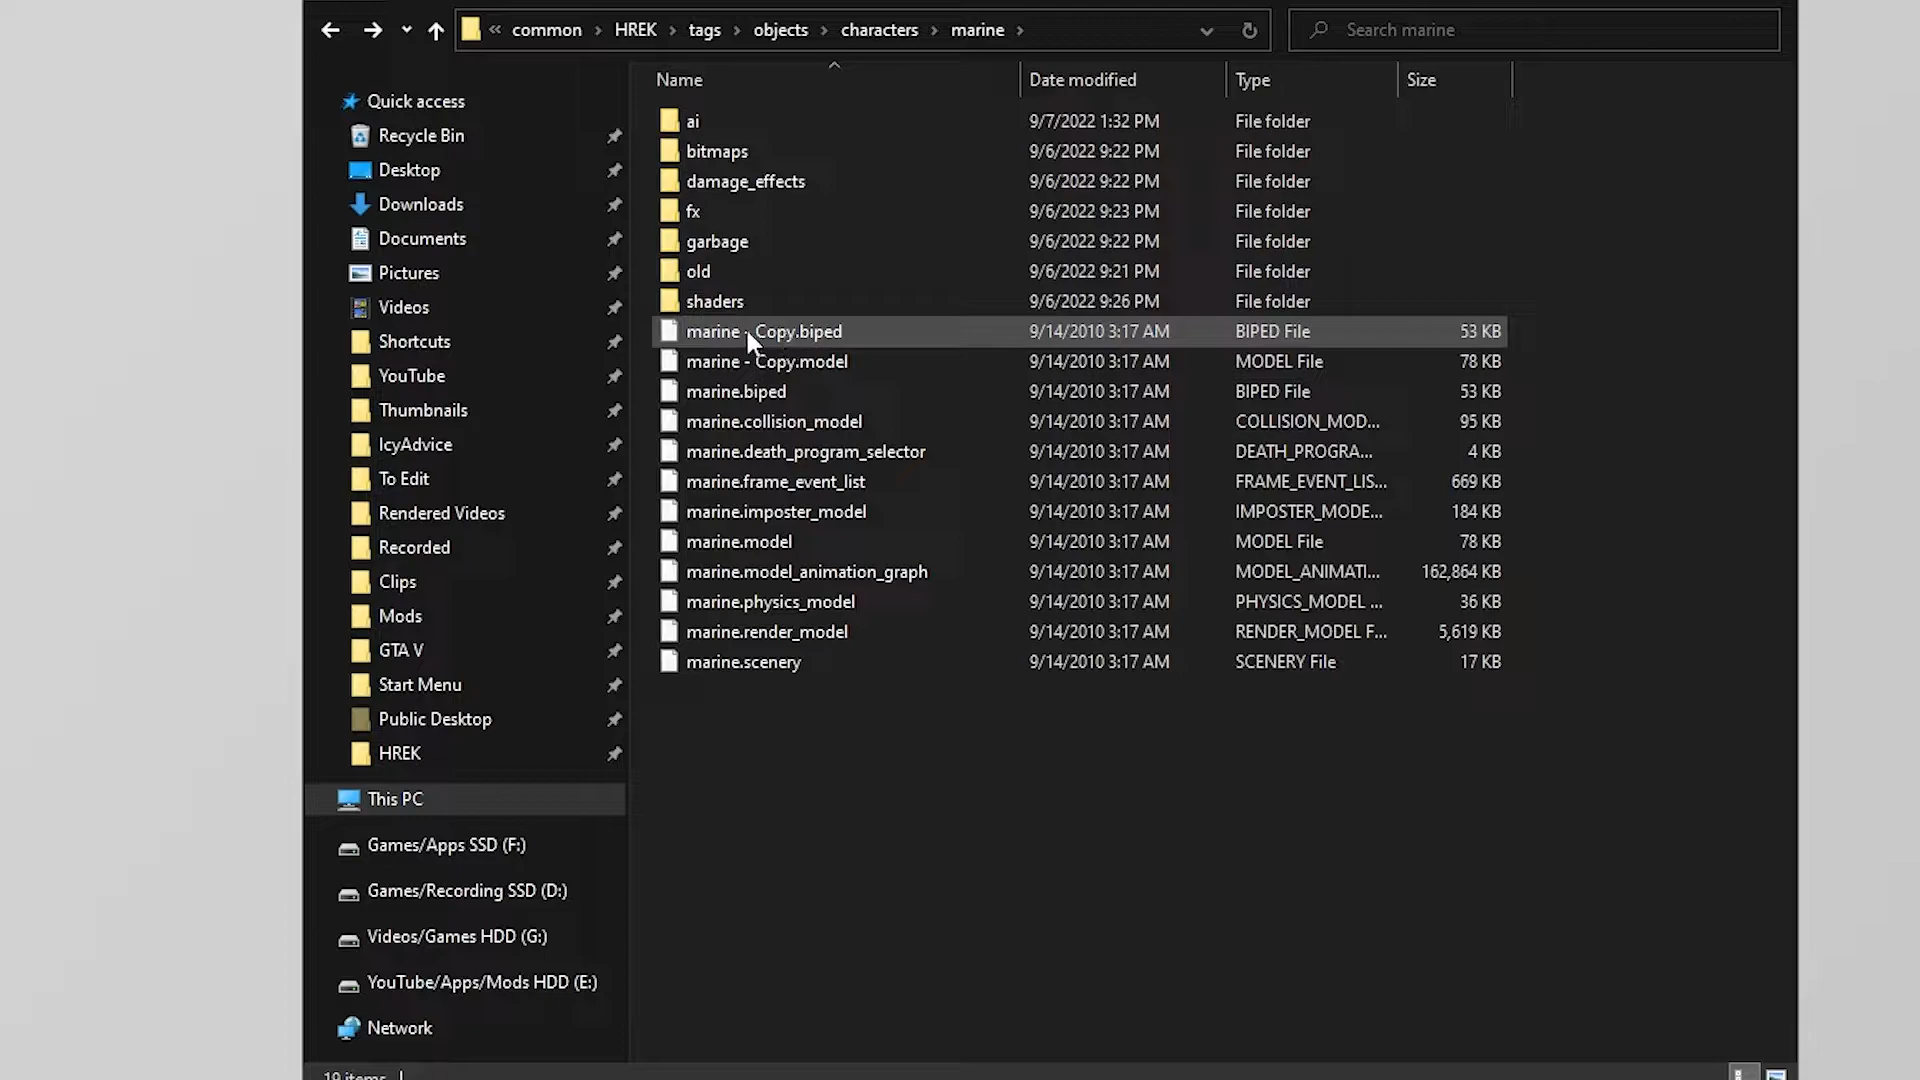 « common › HREK › tags › objects › characters › marine ›
Search marine
Name Date modified Type Size
Quick access
Recycle Bin
Desktop
Downloads
Documents
Pictures
Videos
Shortcuts
YouTube
Thumbnails
IcyAdvice
To Edit
Rendered Videos
Recorded
Clips
Mods
GTA V
Start Menu
Public Desktop
HREK
This PC
Games/Apps SSD (F:)
Games/Recording SSD (D:)
Videos/Games HDD (G:)
YouTube/Apps/Mods HDD (E:)
Network
ai 9/7/2022 1:32 PM File folder
bitmaps 9/6/2022 9:22 PM File folder
damage_effects 9/6/2022 9:22 PM File folder
fx 9/6/2022 9:23 PM File folder
garbage 9/6/2022 9:22 PM File folder
old 9/6/2022 9:21 PM File folder
shaders 9/6/2022 9:26 PM File folder
marine - Copy.biped 9/14/2010 3:17 AM BIPED File 53 KB
marine - Copy.model 9/14/2010 3:17 AM MODEL File 78 KB
marine.biped 9/14/2010 3:17 AM BIPED File 53 KB
marine.collision_model 9/14/2010 3:17 AM COLLISION_MOD... 95 KB
marine.death_program_selector 9/14/2010 3:17 AM DEATH_PROGRA... 4 KB
marine.frame_event_list 9/14/2010 3:17 AM FRAME_EVENT_LIS... 669 KB
marine.imposter_model 9/14/2010 3:17 AM IMPOSTER_MODE... 184 KB
marine.model 9/14/2010 3:17 AM MODEL File 78 KB
marine.model_animation_graph 9/14/2010 3:17 AM MODEL_ANIMATI... 162,864 KB
marine.physics_model 9/14/2010 3:17 AM PHYSICS_MODEL ... 36 KB
marine.render_model 9/14/2010 3:17 AM RENDER_MODEL F... 5,619 KB
marine.scenery 9/14/2010 3:17 AM SCENERY File 17 KB
19 items